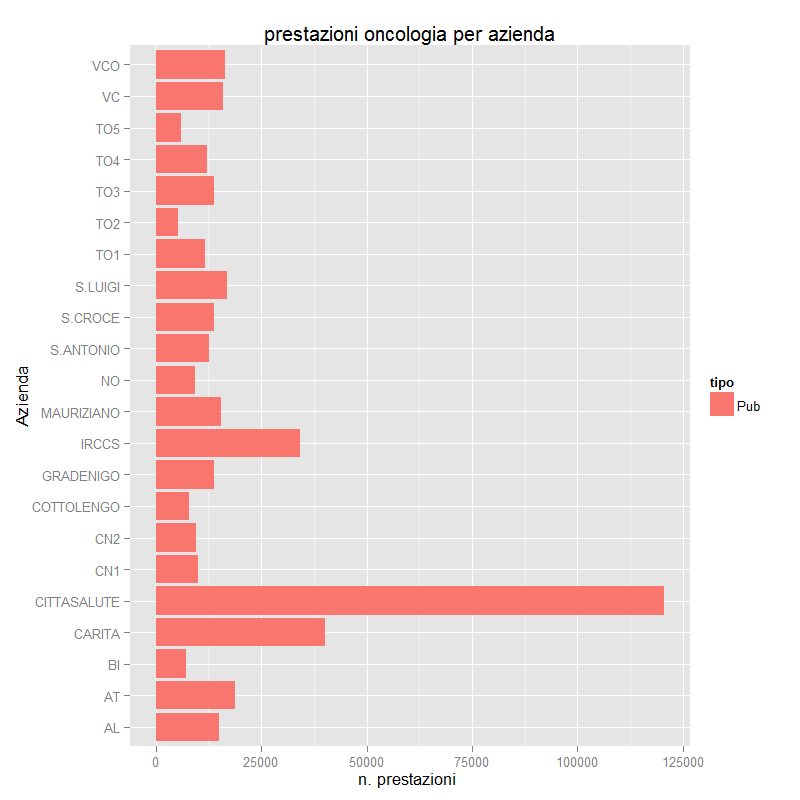 prestazioni oncologia per azienda
VCO
VC
TO5
TO4
TO3
TO2
TO1
S.LUIGI
S.CROCE
S.ANTONIO
NO
MAURIZIANO
IRCCS
GRADENIGO
COTTOLENGO
CN2
CN1
CITTASALUTE
CARITA
BI
AT
AL
Azienda
0 25000 50000 75000 100000 125000
n. prestazioni
tipo
Pub